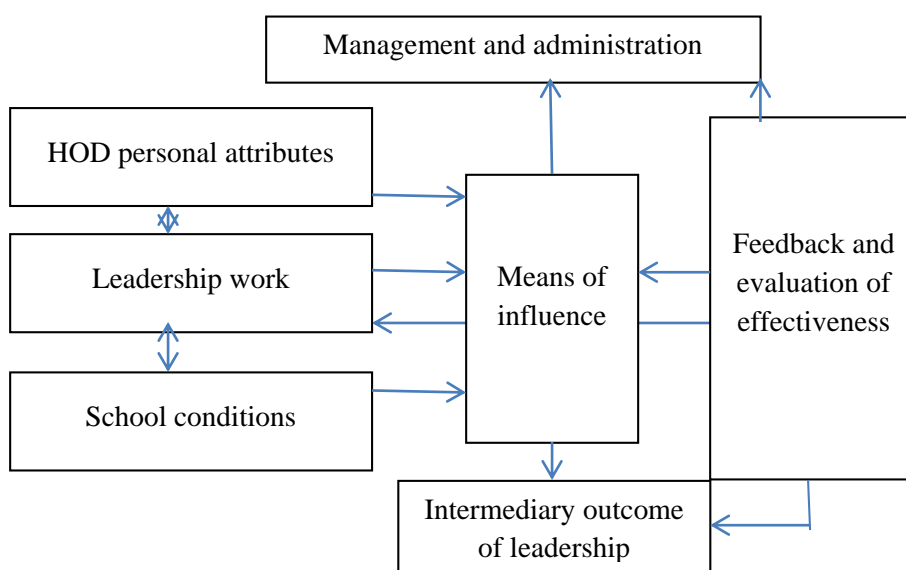 Management and administration
HOD personal attributes
Leadership work
School conditions
Means of
influence
Feedback and
evaluation of
effectiveness
Intermediary outcome
of leadership